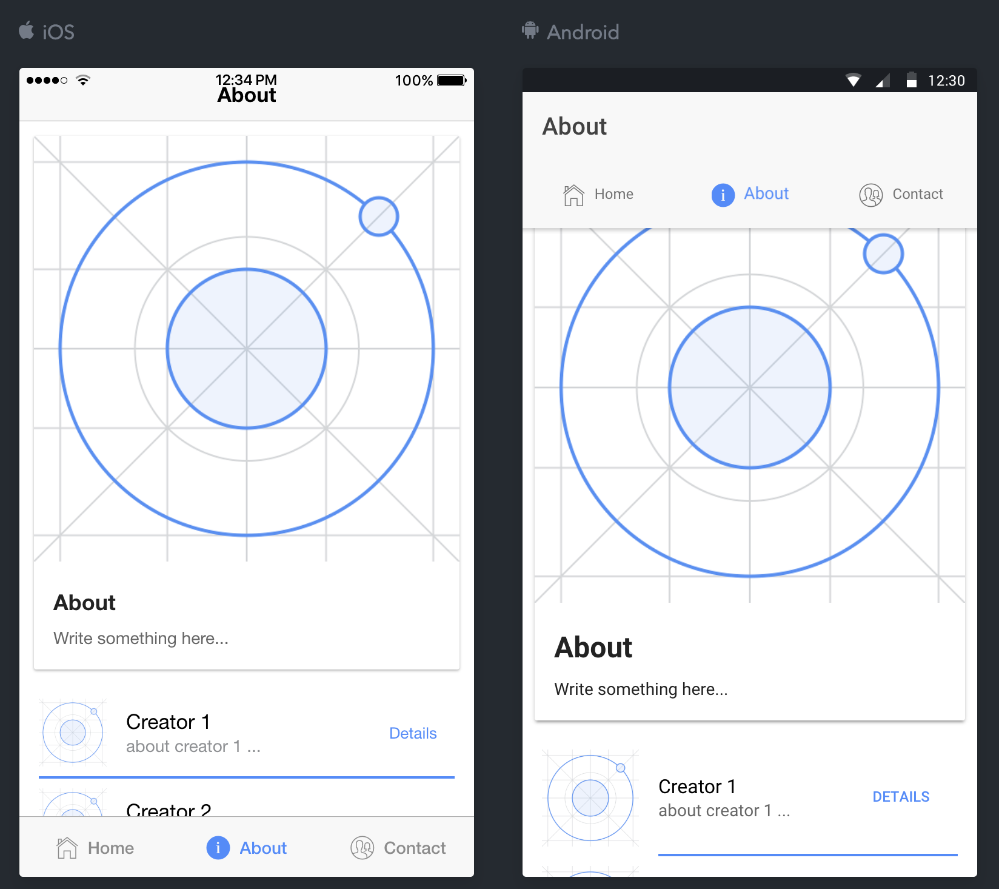 iOS
12:34 PM
100%
About
About
Write something here...
Creator 1
about creator 1 ...
Details
Creator 2
Home
About
Contact
Android
12:30
About
Home
About
Contact
About
Write something here...
Creator 1
about creator 1 ...
DETAILS